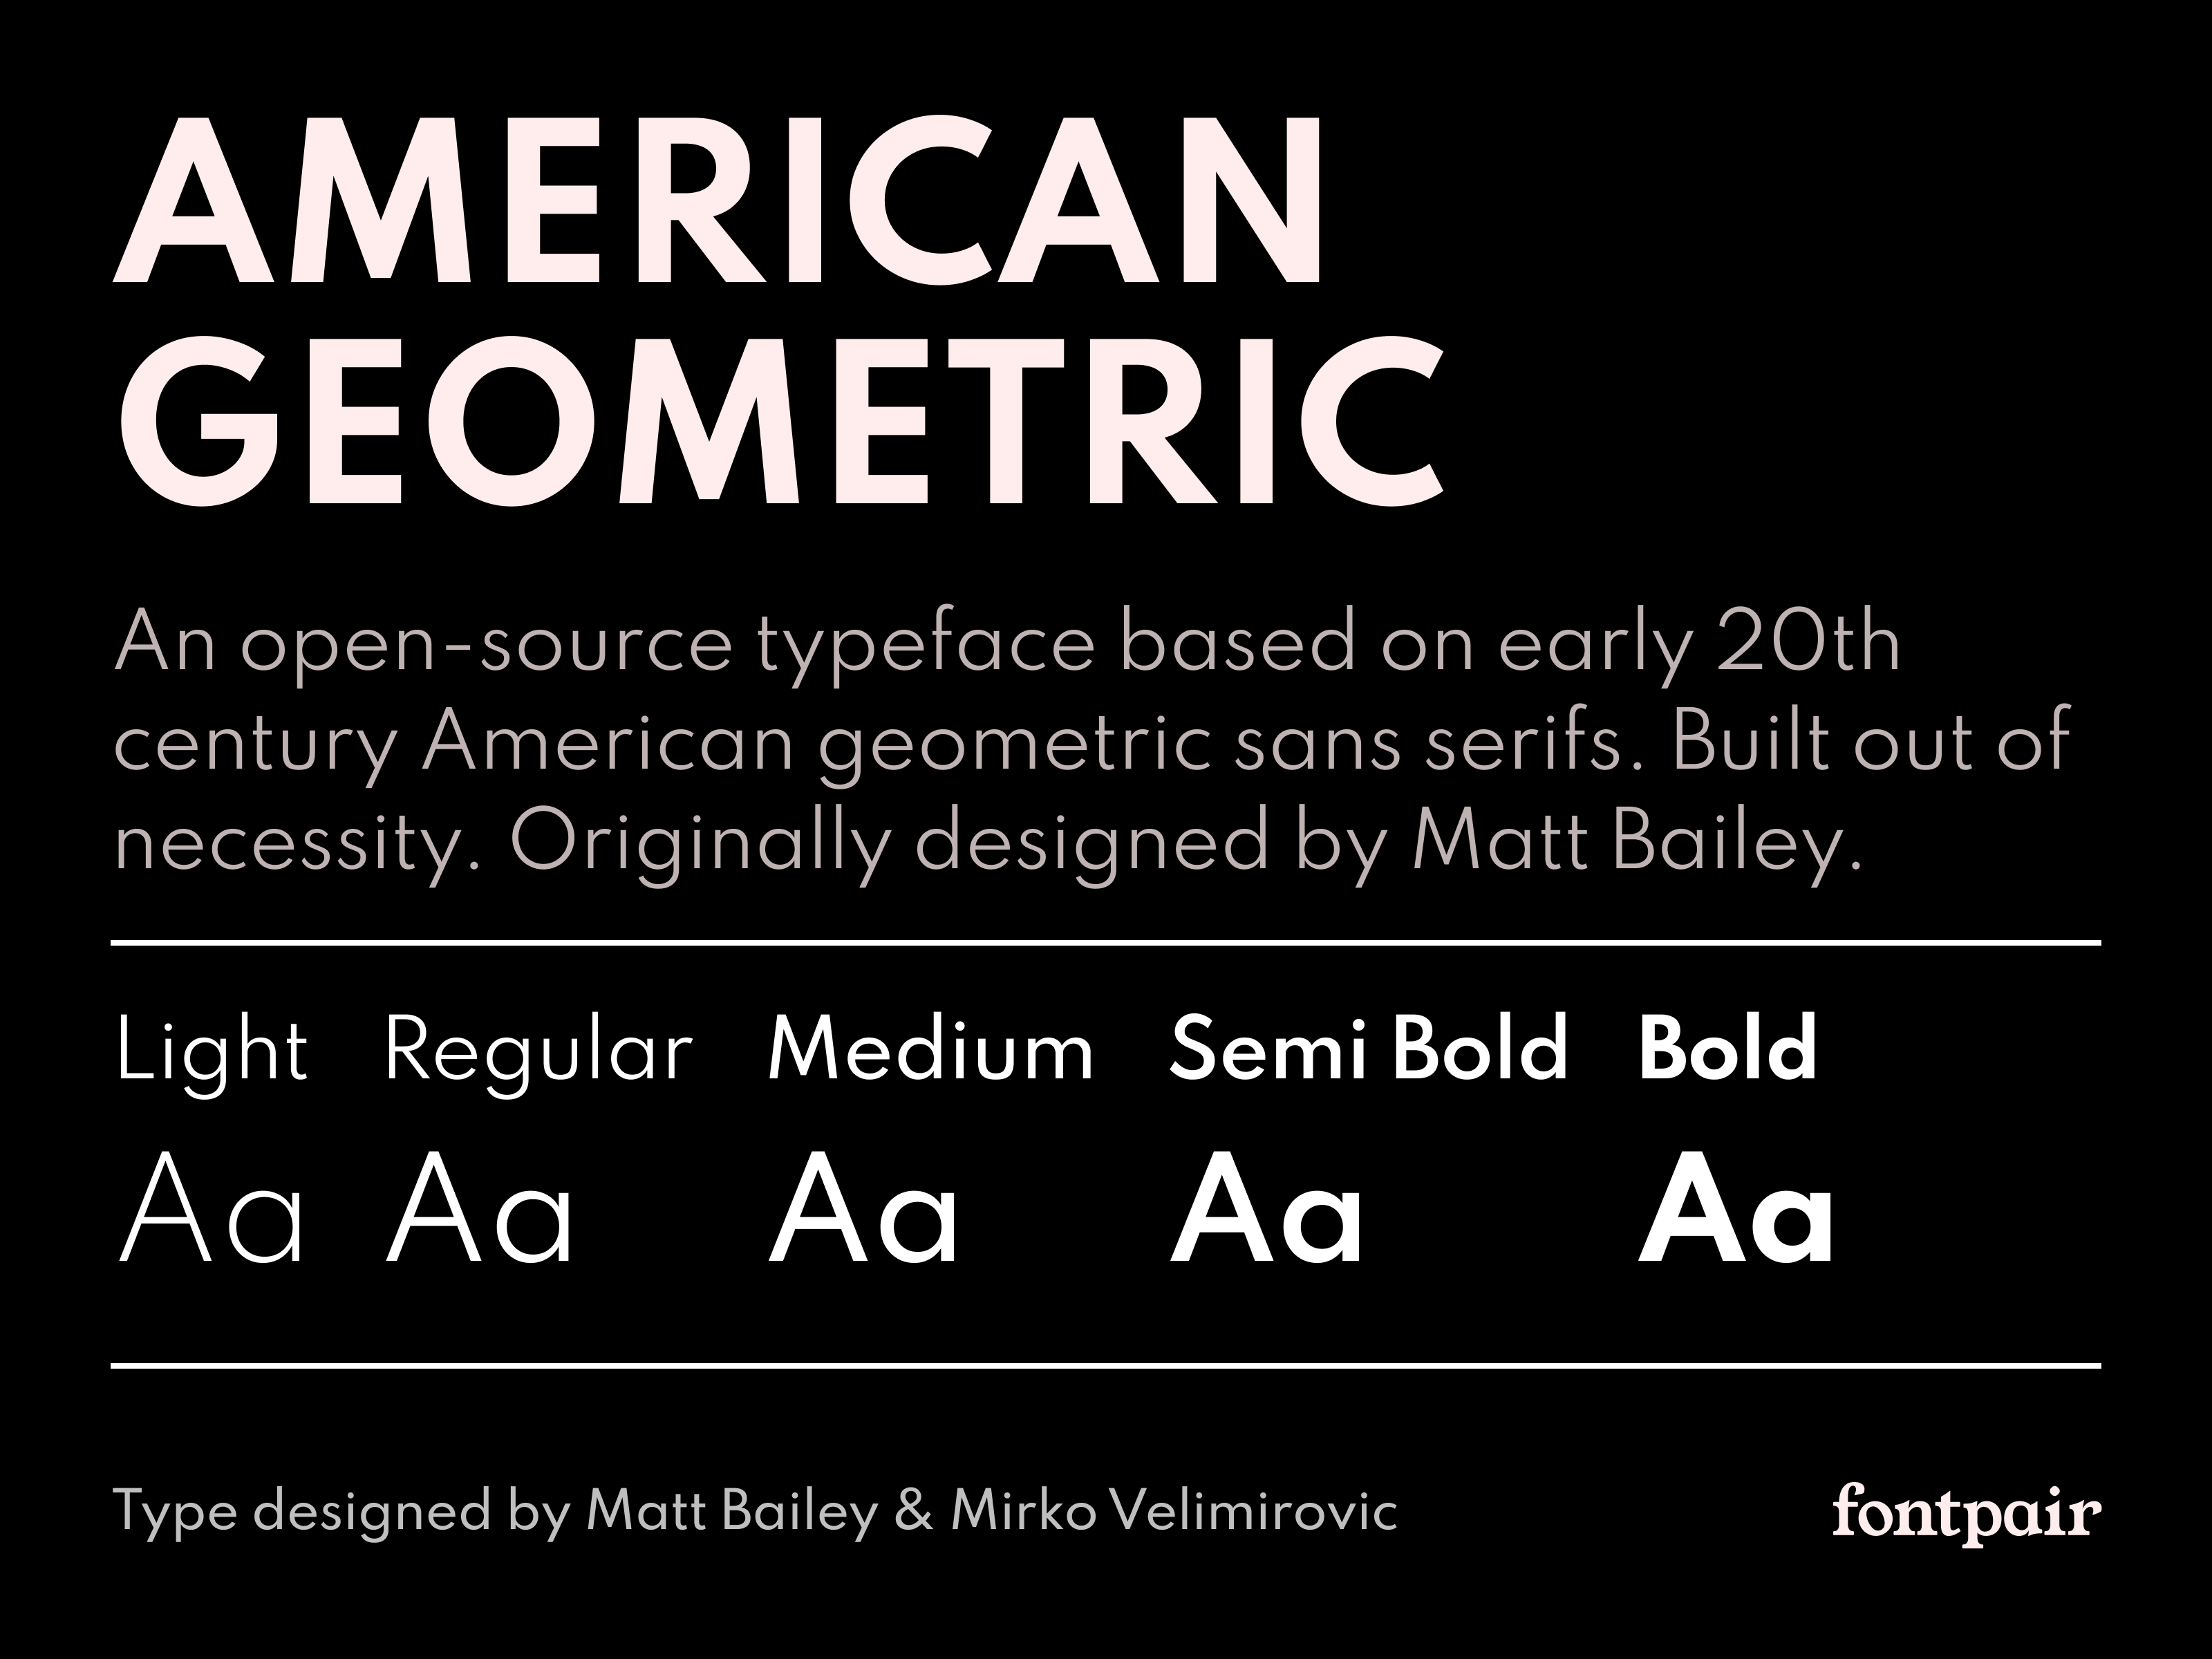 AMERICAN
GEOMETRIC
An open-source typeface based on early 20th
century American geometric sans serifs. Built out of
necessity. Originally designed by Matt Bailey.
Light Regular Medium Semi Bold Bold
Aa Aa Aa Aa Aa
Type designed by Matt Bailey & Mirko Velimirovic
fontpair